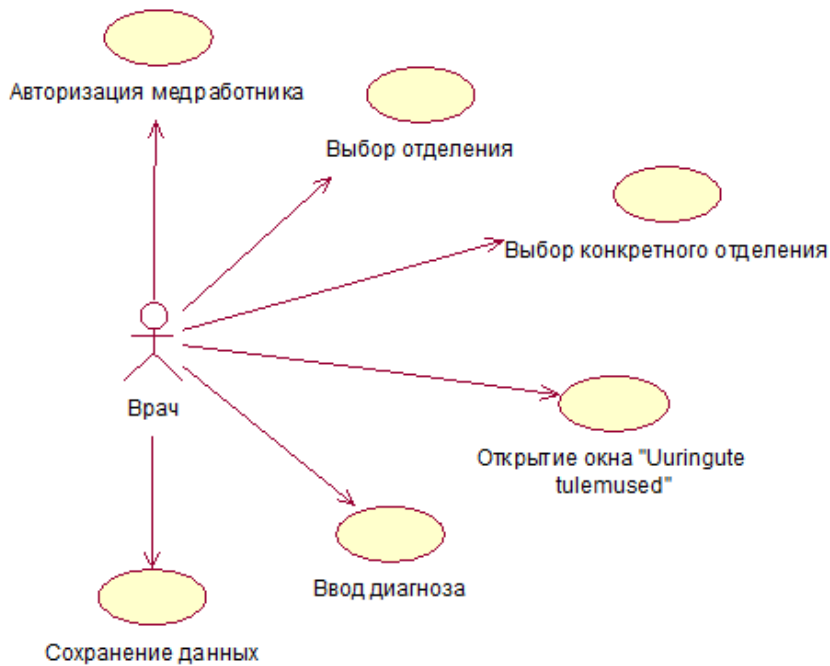 Авторизация медработника
Выбор отделения
Выбор конкретного отделения
Врач
Открытие окна "Uuringute
tulemused"
Ввод диагноза
Сохранение данных